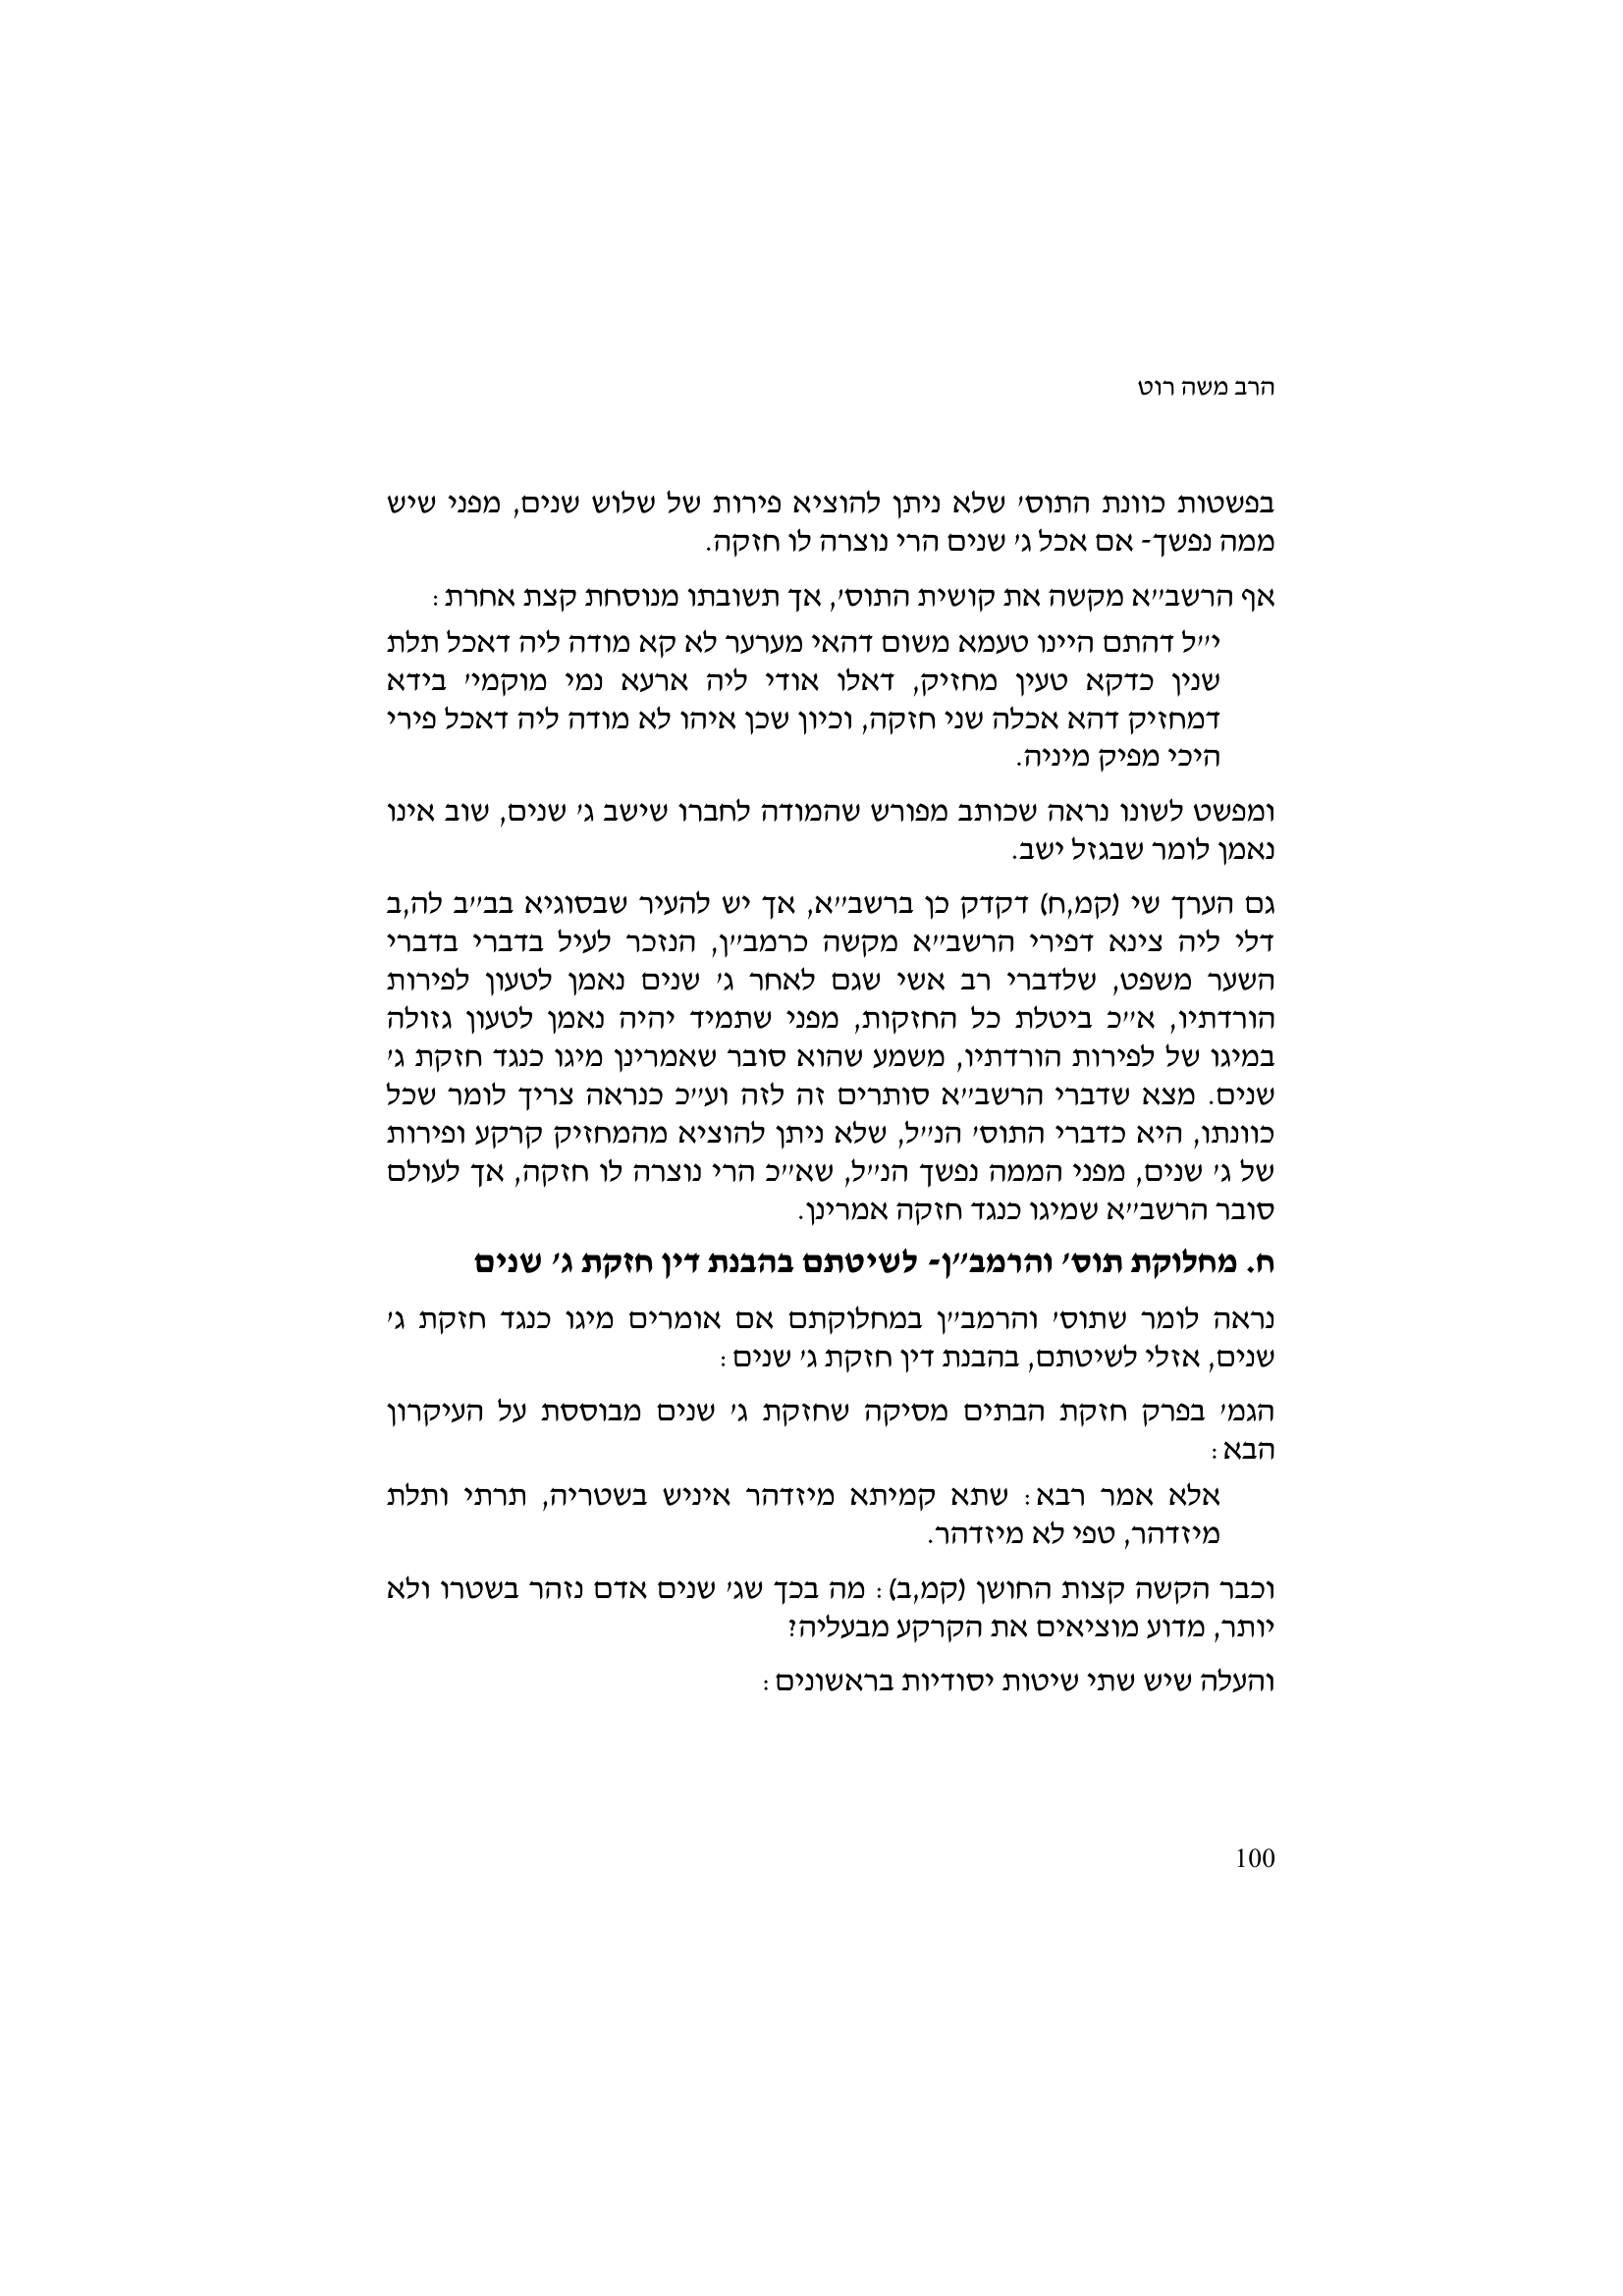 הרב משה רוט
בפשטות כוונת התוס׳ שלא ניתן להוציא פירות של שלוש שנים, מפני שיש
ממה נפשך- אם אכל ג׳ שנים הרי נוצרה לו חזקה.
אף הרשב״א מקשה את קושית התוס׳, אך תשובתו מנוסחת קצת אחרת:
י״ל דהתם היינו טעמא משום דהאי מערער לא קא מודה ליה דאכל תלת
שנין כדקא טעין מחזיק, דאלו אודי ליה ארעא נמי מוקמי׳ בידא
דמחזיק דהא אכלה שני חזקה, וכיון שכן איהו לא מודה ליה דאכל פירי
היכי מפיק מיניה.
ומפשט לשונו נראה שכותב מפורש שהמודה לחברו שישב ג׳ שנים, שוב אינו
נאמן לומר שבגזל ישב.
גם הערך שי (קמ,ח) דקדק כן ברשב״א, אך יש להעיר שבסוגיא בב״ב לה,ב
דלי ליה צינא דפירי הרשב״א מקשה כרמב״ן, הנזכר לעיל בדברי בדברי
השער משפט, שלדברי רב אשי שגם לאחר ג׳ שנים נאמן לטעון לפירות
הורדתיו, א״כ ביטלת כל החזקות, מפני שתמיד יהיה נאמן לטעון גזולה
במיגו של לפירות הורדתיו, משמע שהוא סובר שאמרינן מיגו כנגד חזקת ג׳
שנים. מצא שדברי הרשב״א סותרים זה לזה וע״כ כנראה צריך לומר שכל
כוונתו, היא כדברי התוס׳ הנ״ל, שלא ניתן להוציא מהמחזיק קרקע ופירות
של ג׳ שנים, מפני הממה נפשך הנ״ל, שא״כ הרי נוצרה לו חזקה, אך לעולם
סובר הרשב״א שמיגו כנגד חזקה אמרינן.
ח. מחלוקת תוס׳ והרמב״ן- לשיטתם בהבנת דין חזקת ג׳ שנים
נראה לומר שתוס׳ והרמב״ן במחלוקתם אם אומרים מיגו כנגד חזקת ג׳
שנים, אזלי לשיטתם, בהבנת דין חזקת ג׳ שנים:
הגמ׳ בפרק חזקת הבתים מסיקה שחזקת ג׳ שנים מבוססת על העיקרון
הבא:
אלא אמר רבא: שתא קמיתא מיזדהר איניש בשטריה, תרתי ותלת
מיזדהר, טפי לא מיזדהר.
וכבר הקשה קצות החושן (קמ,ב): מה בכך שג׳ שנים אדם נזהר בשטרו ולא
יותר, מדוע מוציאים את הקרקע מבעליה?
והעלה שיש שתי שיטות יסודיות בראשונים:
100